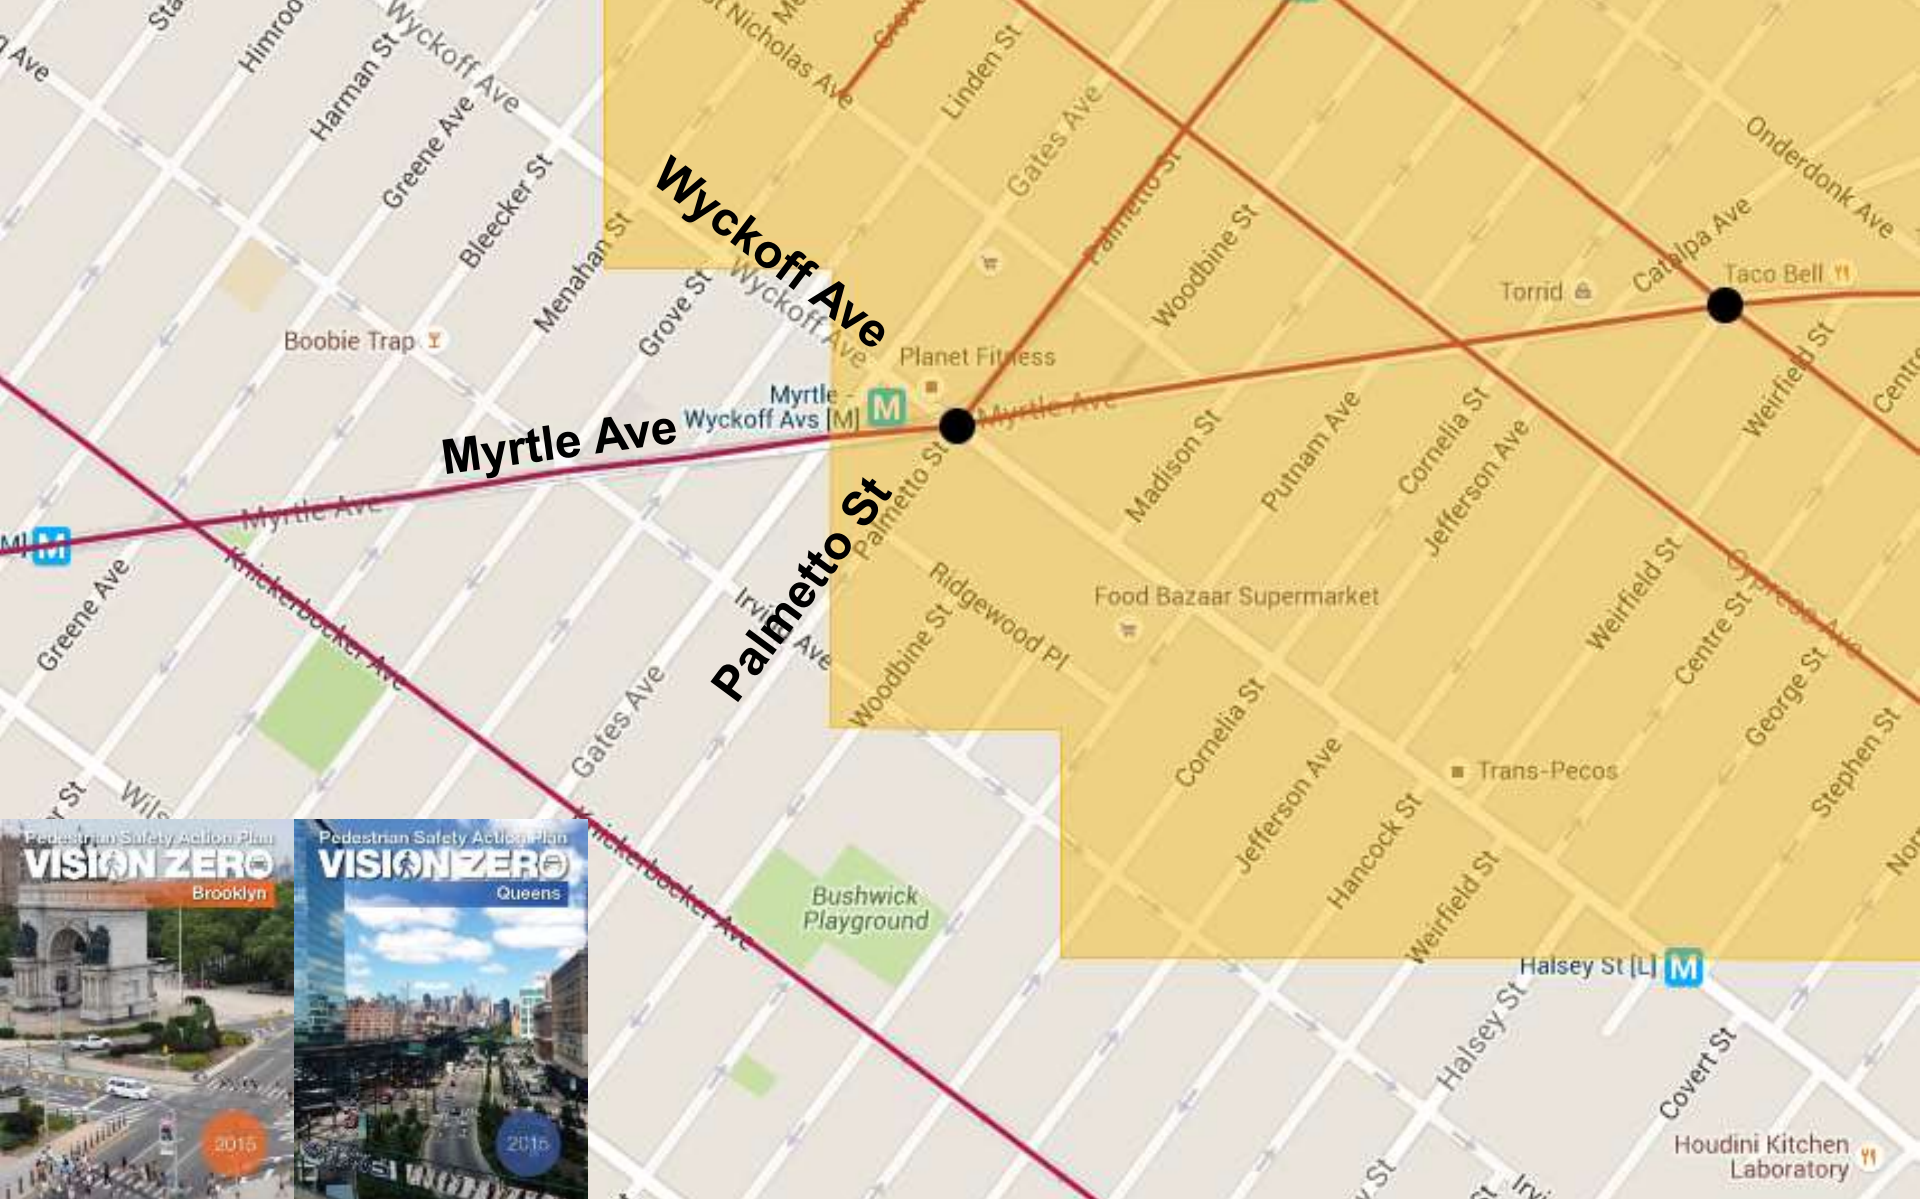 Wyckoff Ave
Himrod
Harman St
Greene Ave
Bleecker St
Menahan St
Grove St
St Nicholas Ave
Linden St
Gates Ave
Palmetto St
Woodbine St
Onderdonk Ave
Catalpa Ave
Taco Bell
Torrid
Weirfield St
Wyckoff Ave
Wyckoff Ave
Boobie Trap
Planet Fitness
Myrtle -
Wyckoff Avs [M]
M
Myrtle Ave
Myrtle Ave
Myrtle Ave
Palmetto St
Palmetto St
Madison St
Putnam Ave
Cornelia St
Jefferson Ave
M]
M
Greene Ave
Knickerbocker Ave
Irving Ave
Ridgewood Pl
Food Bazaar Supermarket
Woodbine St
Weirfield St
Centre St
Cypress Ave
George St
Stephen St
Gates Ave
Cornelia St
Jefferson Ave
Trans-Pecos
Hancock St
Weirfield St
Knickerbocker Ave
Bushwick
Playground
Halsey St [L]
M
Halsey St
Covert St
Houdini Kitchen
Laboratory
Pedestrian Safety Action Plan
VISION ZERO
Brooklyn
2015
Pedestrian Safety Action Plan
VISION ZERO
Queens
2015